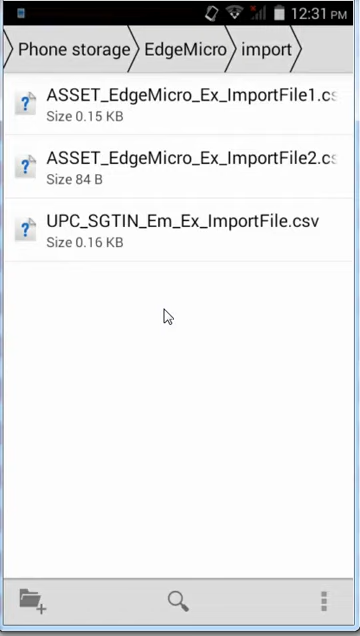 12:31 PM
Phone storage EdgeMicro import
ASSET_EdgeMicro_Ex_ImportFile1.cs
Size 0.15 KB
ASSET_EdgeMicro_Ex_ImportFile2.cs
Size 84 B
UPC_SGTIN_Em_Ex_ImportFile.csv
Size 0.16 KB